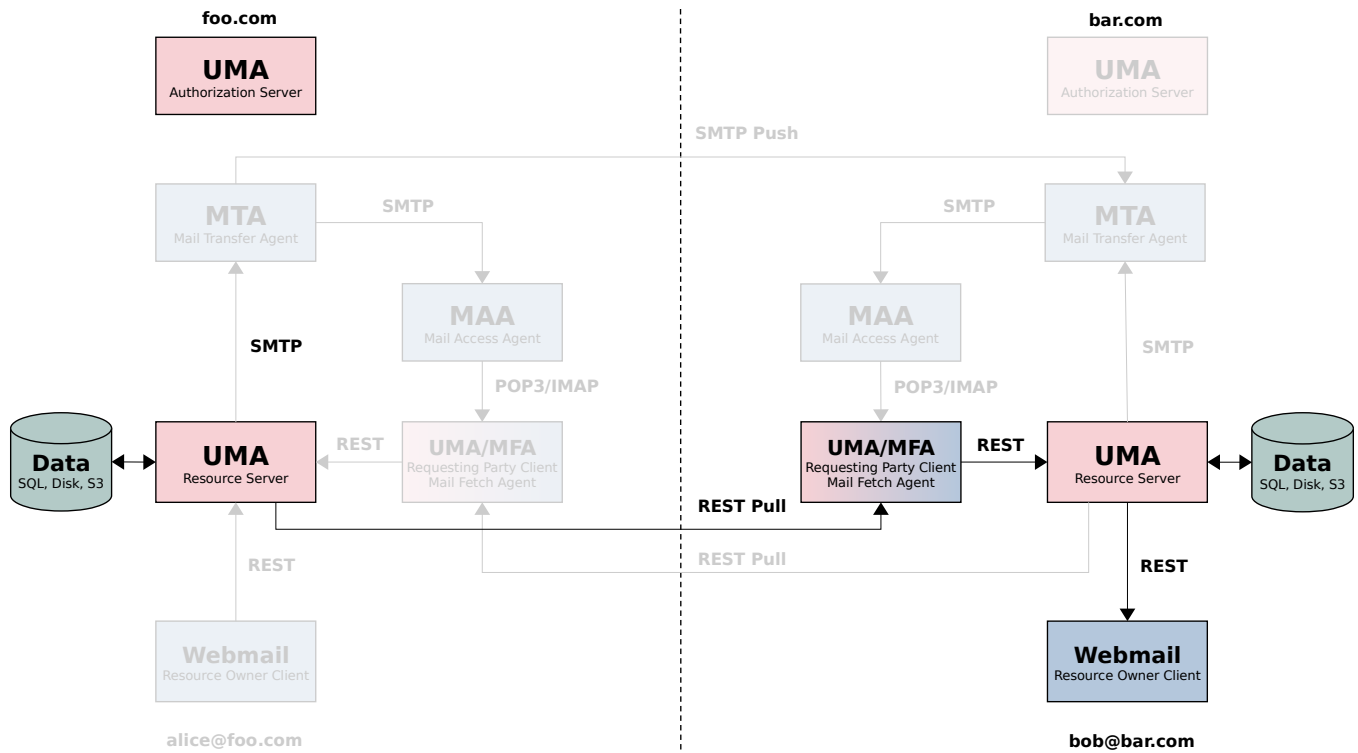 foo.com
bar.com
UMA
Authorization Server
UMA
Authorization Server
SMTP Push
MTA
Mail Transfer Agent
SMTP
SMTP
MTA
Mail Transfer Agent
MAA
Mail Access Agent
MAA
Mail Access Agent
SMTP
SMTP
POP3/IMAP
POP3/IMAP
Data
SQL, Disk, S3
UMA
Resource Server
REST
UMA/MFA
Requesting Party Client
Mail Fetch Agent
UMA/MFA
Requesting Party Client
Mail Fetch Agent
REST
UMA
Resource Server
Data
SQL, Disk, S3
REST Pull
REST Pull
REST
REST
Webmail
Resource Owner Client
Webmail
Resource Owner Client
alice@foo.com
bob@bar.com